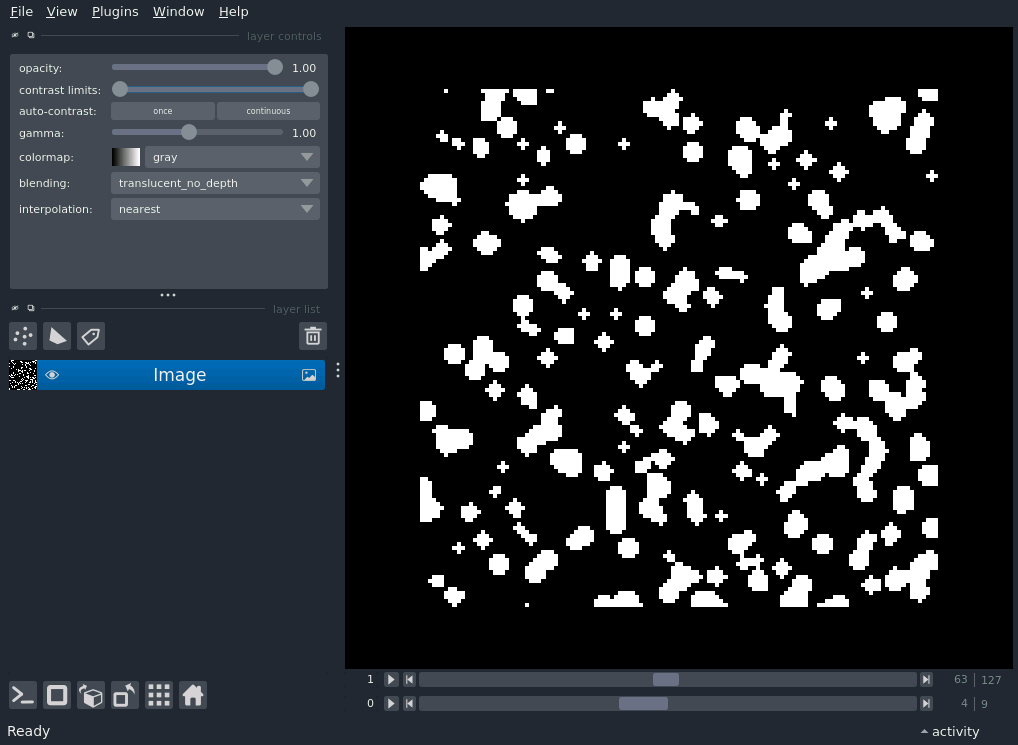 File View Plugins Window Help
layer controls
opacity: 1.00
contrast limits:
auto-contrast: once continuous
gamma: 1.00
colormap: gray
blending: translucent_no_depth
interpolation: nearest
layer list
Image
1 63 127
0 4 9
Ready activity